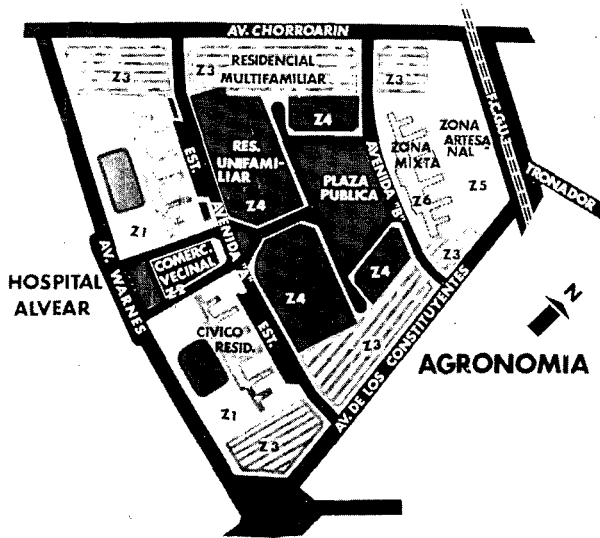 AV. CHORROARIN
Z3
Z3
RESIDENCIAL
MULTIFAMILIAR
Z3
F.C.G.U.
Z4
EST.
RES.
UNIFAMI-
LIAR
Z4
AVENIDA "B"
ZONA
MIXTA
ZONA
ARTESA
NAL
PLAZA
PUBLICA
Z5
TRONADOR
Z6
Z1
AVENIDA "A"
COMERC.
VECINAL
Z3
AV. WARNES
HOSPITAL
ALVEAR
Z4
Z4
EST.
CIVICO
RESID.
Z3
N
AGRONOMIA
AV. DE LOS CONSTITUYENTES
Z1
Z3